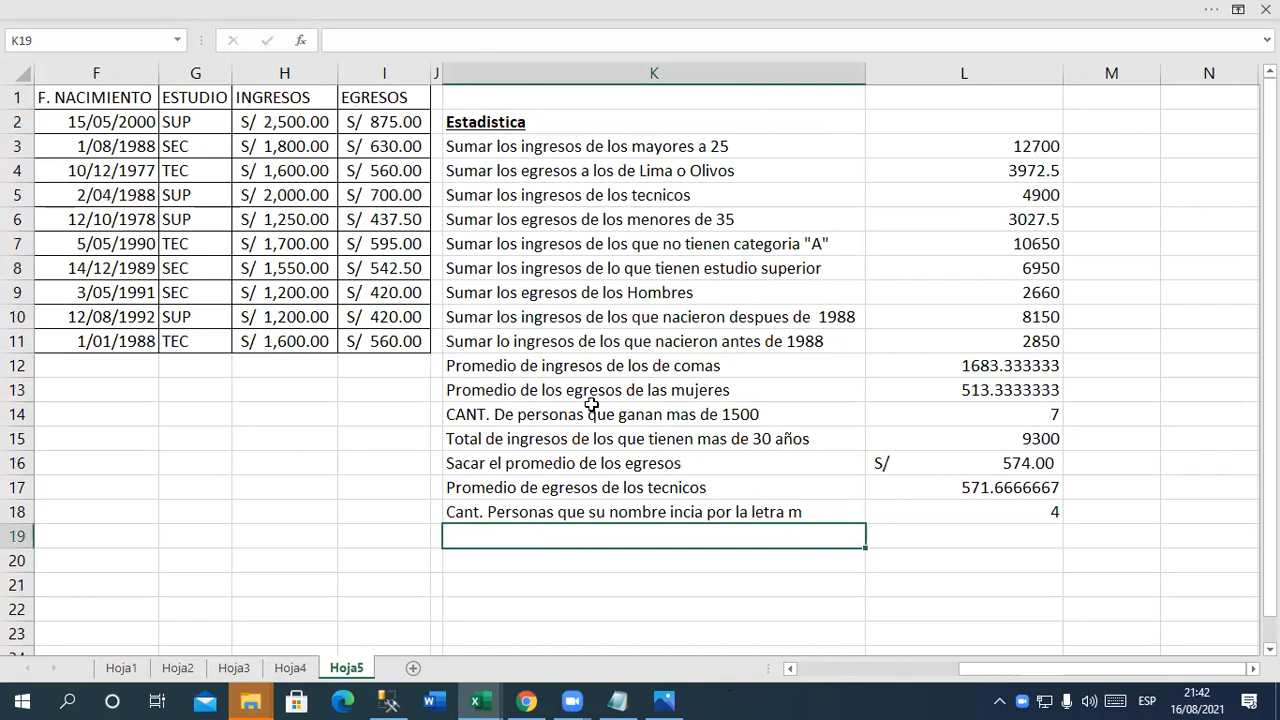 K19
fx
F G H I J K L M N
1 F. NACIMIENTO ESTUDIO INGRESOS EGRESOS
2 15/05/2000 SUP S/ 2,500.00 S/ 875.00 Estadistica
3 1/08/1988 SEC S/ 1,800.00 S/ 630.00 Sumar los ingresos de los mayores a 25 12700
4 10/12/1977 TEC S/ 1,600.00 S/ 560.00 Sumar los egresos a los de Lima o Olivos 3972.5
5 2/04/1988 SUP S/ 2,000.00 S/ 700.00 Sumar los ingresos de los tecnicos 4900
6 12/10/1978 SUP S/ 1,250.00 S/ 437.50 Sumar los egresos de los menores de 35 3027.5
7 5/05/1990 TEC S/ 1,700.00 S/ 595.00 Sumar los ingresos de los que no tienen categoria "A" 10650
8 14/12/1989 SEC S/ 1,550.00 S/ 542.50 Sumar los ingresos de lo que tienen estudio superior 6950
9 3/05/1991 SEC S/ 1,200.00 S/ 420.00 Sumar los egresos de los Hombres 2660
10 12/08/1992 SUP S/ 1,200.00 S/ 420.00 Sumar los ingresos de los que nacieron despues de 1988 8150
11 1/01/1988 TEC S/ 1,600.00 S/ 560.00 Sumar lo ingresos de los que nacieron antes de 1988 2850
12 Promedio de ingresos de los de comas 1683.333333
13 Promedio de los egresos de las mujeres 513.3333333
14 CANT. De personas que ganan mas de 1500 7
15 Total de ingresos de los que tienen mas de 30 años 9300
16 Sacar el promedio de los egresos S/ 574.00
17 Promedio de egresos de los tecnicos 571.6666667
18 Cant. Personas que su nombre incia por la letra m 4
19
20
21
22
23
Hoja1 Hoja2 Hoja3 Hoja4 Hoja5
ESP 21:42
16/08/2021